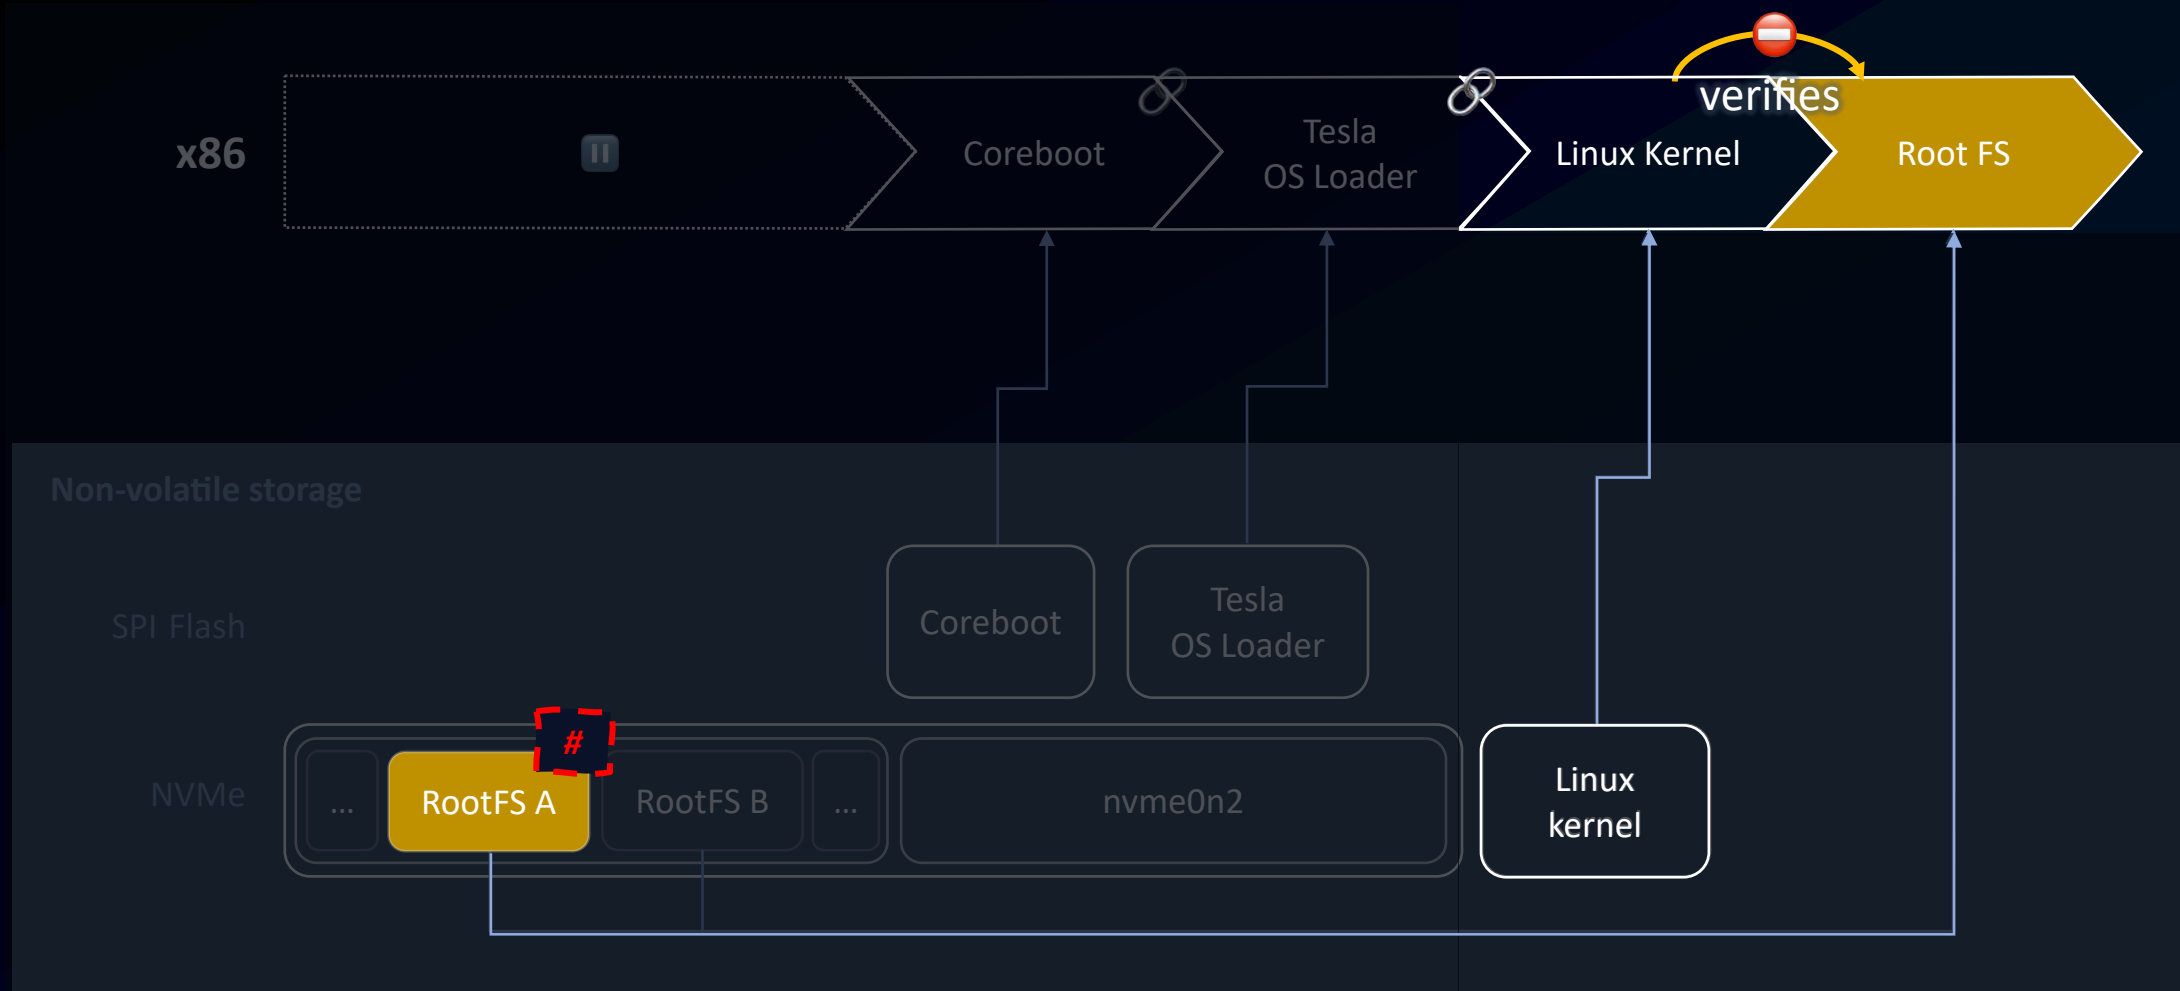 verifies
x86
Coreboot
Tesla
OS Loader
Linux Kernel
Root FS
Non-volatile storage
SPI Flash
Coreboot
Tesla
OS Loader
NVMe
...
RootFS A
#
RootFS B
...
nvme0n2
Linux
kernel